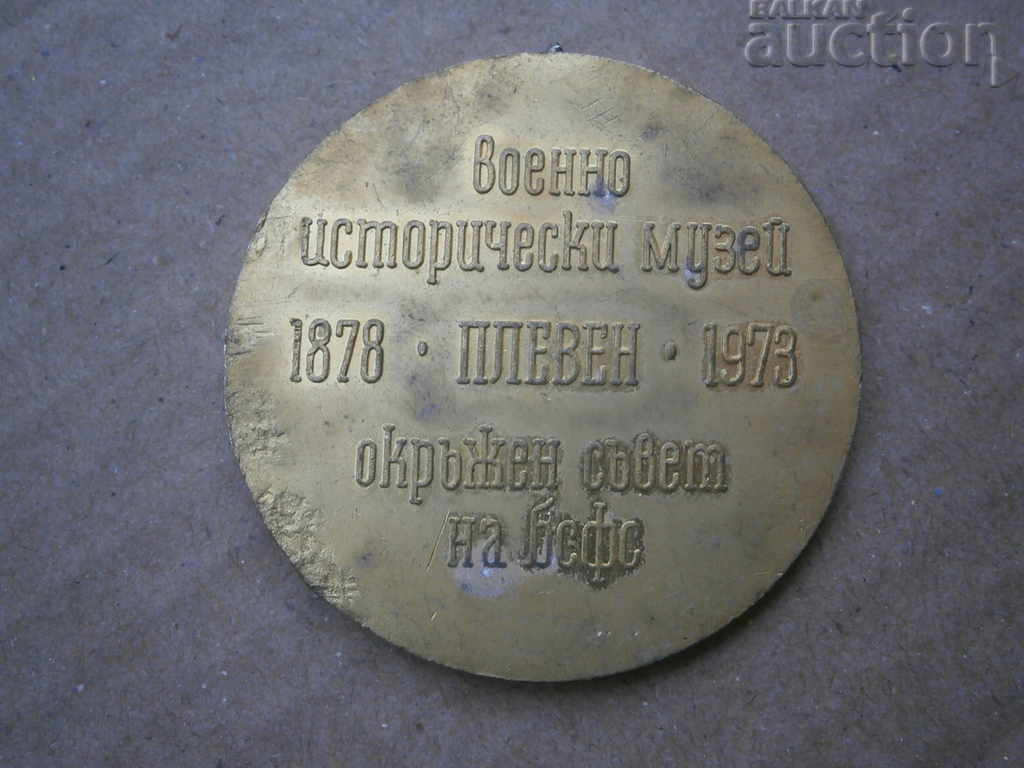 BALKAN
auction
военно
исторически музей
1878 · ПЛЕВЕН · 1973
окръжен съвет
на бсфс